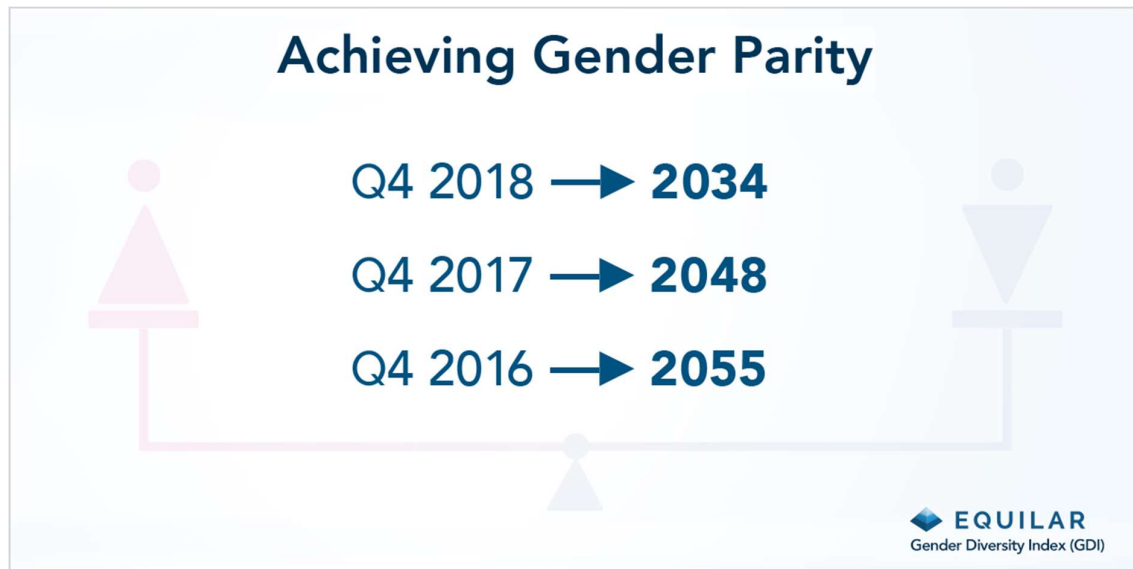 Achieving Gender Parity
Q4 2018 → 2034
Q4 2017 → 2048
Q4 2016 → 2055
EQUILAR
Gender Diversity Index (GDI)